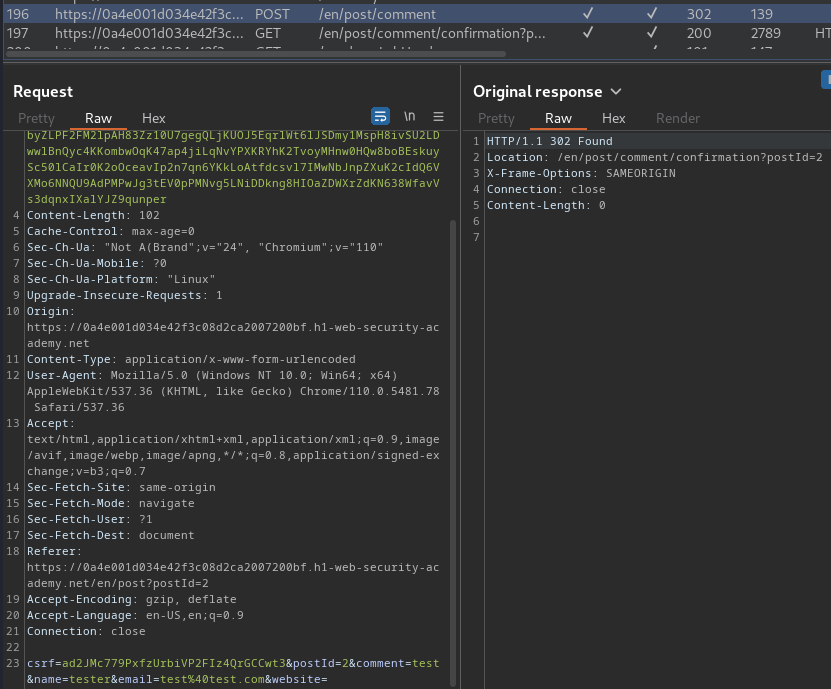 196 https://0a4e001d034e42f3c... POST /en/post/comment ✓ ✓ 302 139
197 https://0a4e001d034e42f3c... GET /en/post/comment/confirmation?p... ✓ ✓ 200 2789 HT
Request
Pretty Raw Hex \n
4 Content-Length: 102
5 Cache-Control: max-age=0
6 Sec-Ch-Ua: "Not A(Brand";v="24", "Chromium";v="110"
7 Sec-Ch-Ua-Mobile: ?0
8 Sec-Ch-Ua-Platform: "Linux"
9 Upgrade-Insecure-Requests: 1
10 Origin:
https://0a4e001d034e42f3c08d2ca2007200bf.h1-web-security-ac
ademy.net
11 Content-Type: application/x-www-form-urlencoded
12 User-Agent: Mozilla/5.0 (Windows NT 10.0; Win64; x64)
AppleWebKit/537.36 (KHTML, like Gecko) Chrome/110.0.5481.78
Safari/537.36
13 Accept:
text/html,application/xhtml+xml,application/xml;q=0.9,image
/avif,image/webp,image/apng,*/*;q=0.8,application/signed-ex
change;v=b3;q=0.7
14 Sec-Fetch-Site: same-origin
15 Sec-Fetch-Mode: navigate
16 Sec-Fetch-User: ?1
17 Sec-Fetch-Dest: document
18 Referer:
https://0a4e001d034e42f3c08d2ca2007200bf.h1-web-security-ac
ademy.net/en/post?postId=2
19 Accept-Encoding: gzip, deflate
20 Accept-Language: en-US,en;q=0.9
21 Connection: close
22
23 csrf=ad2JMc779PxfzUrbiVP2FIz4QrGCCwt3&postId=2&comment=test
&name=tester&email=test%40test.com&website=
Original response
Pretty Raw Hex Render
1 HTTP/1.1 302 Found
2 Location: /en/post/comment/confirmation?postId=2
3 X-Frame-Options: SAMEORIGIN
4 Connection: close
5 Content-Length: 0
6
7